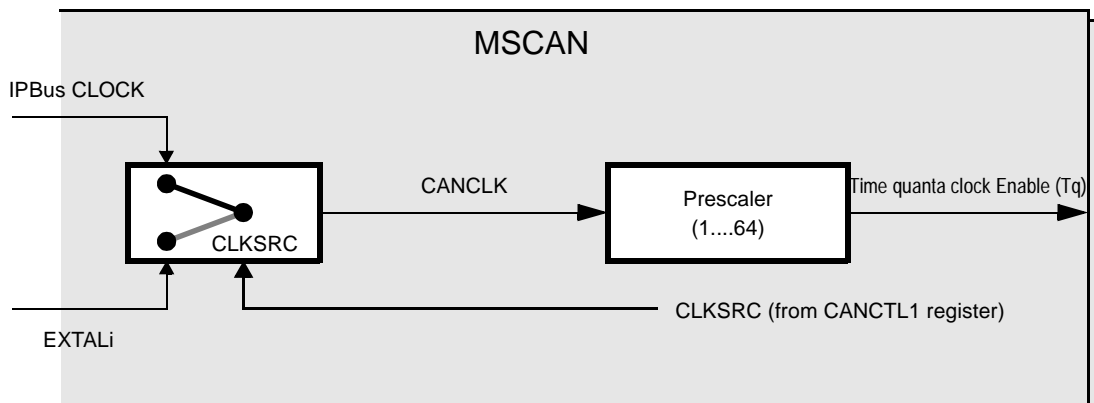 MSCAN
IPBus CLOCK
CANCLK
Time quanta clock Enable (Tq)
Prescaler
(1....64)
CLKSRC
CLKSRC (from CANCTL1 register)
EXTALi